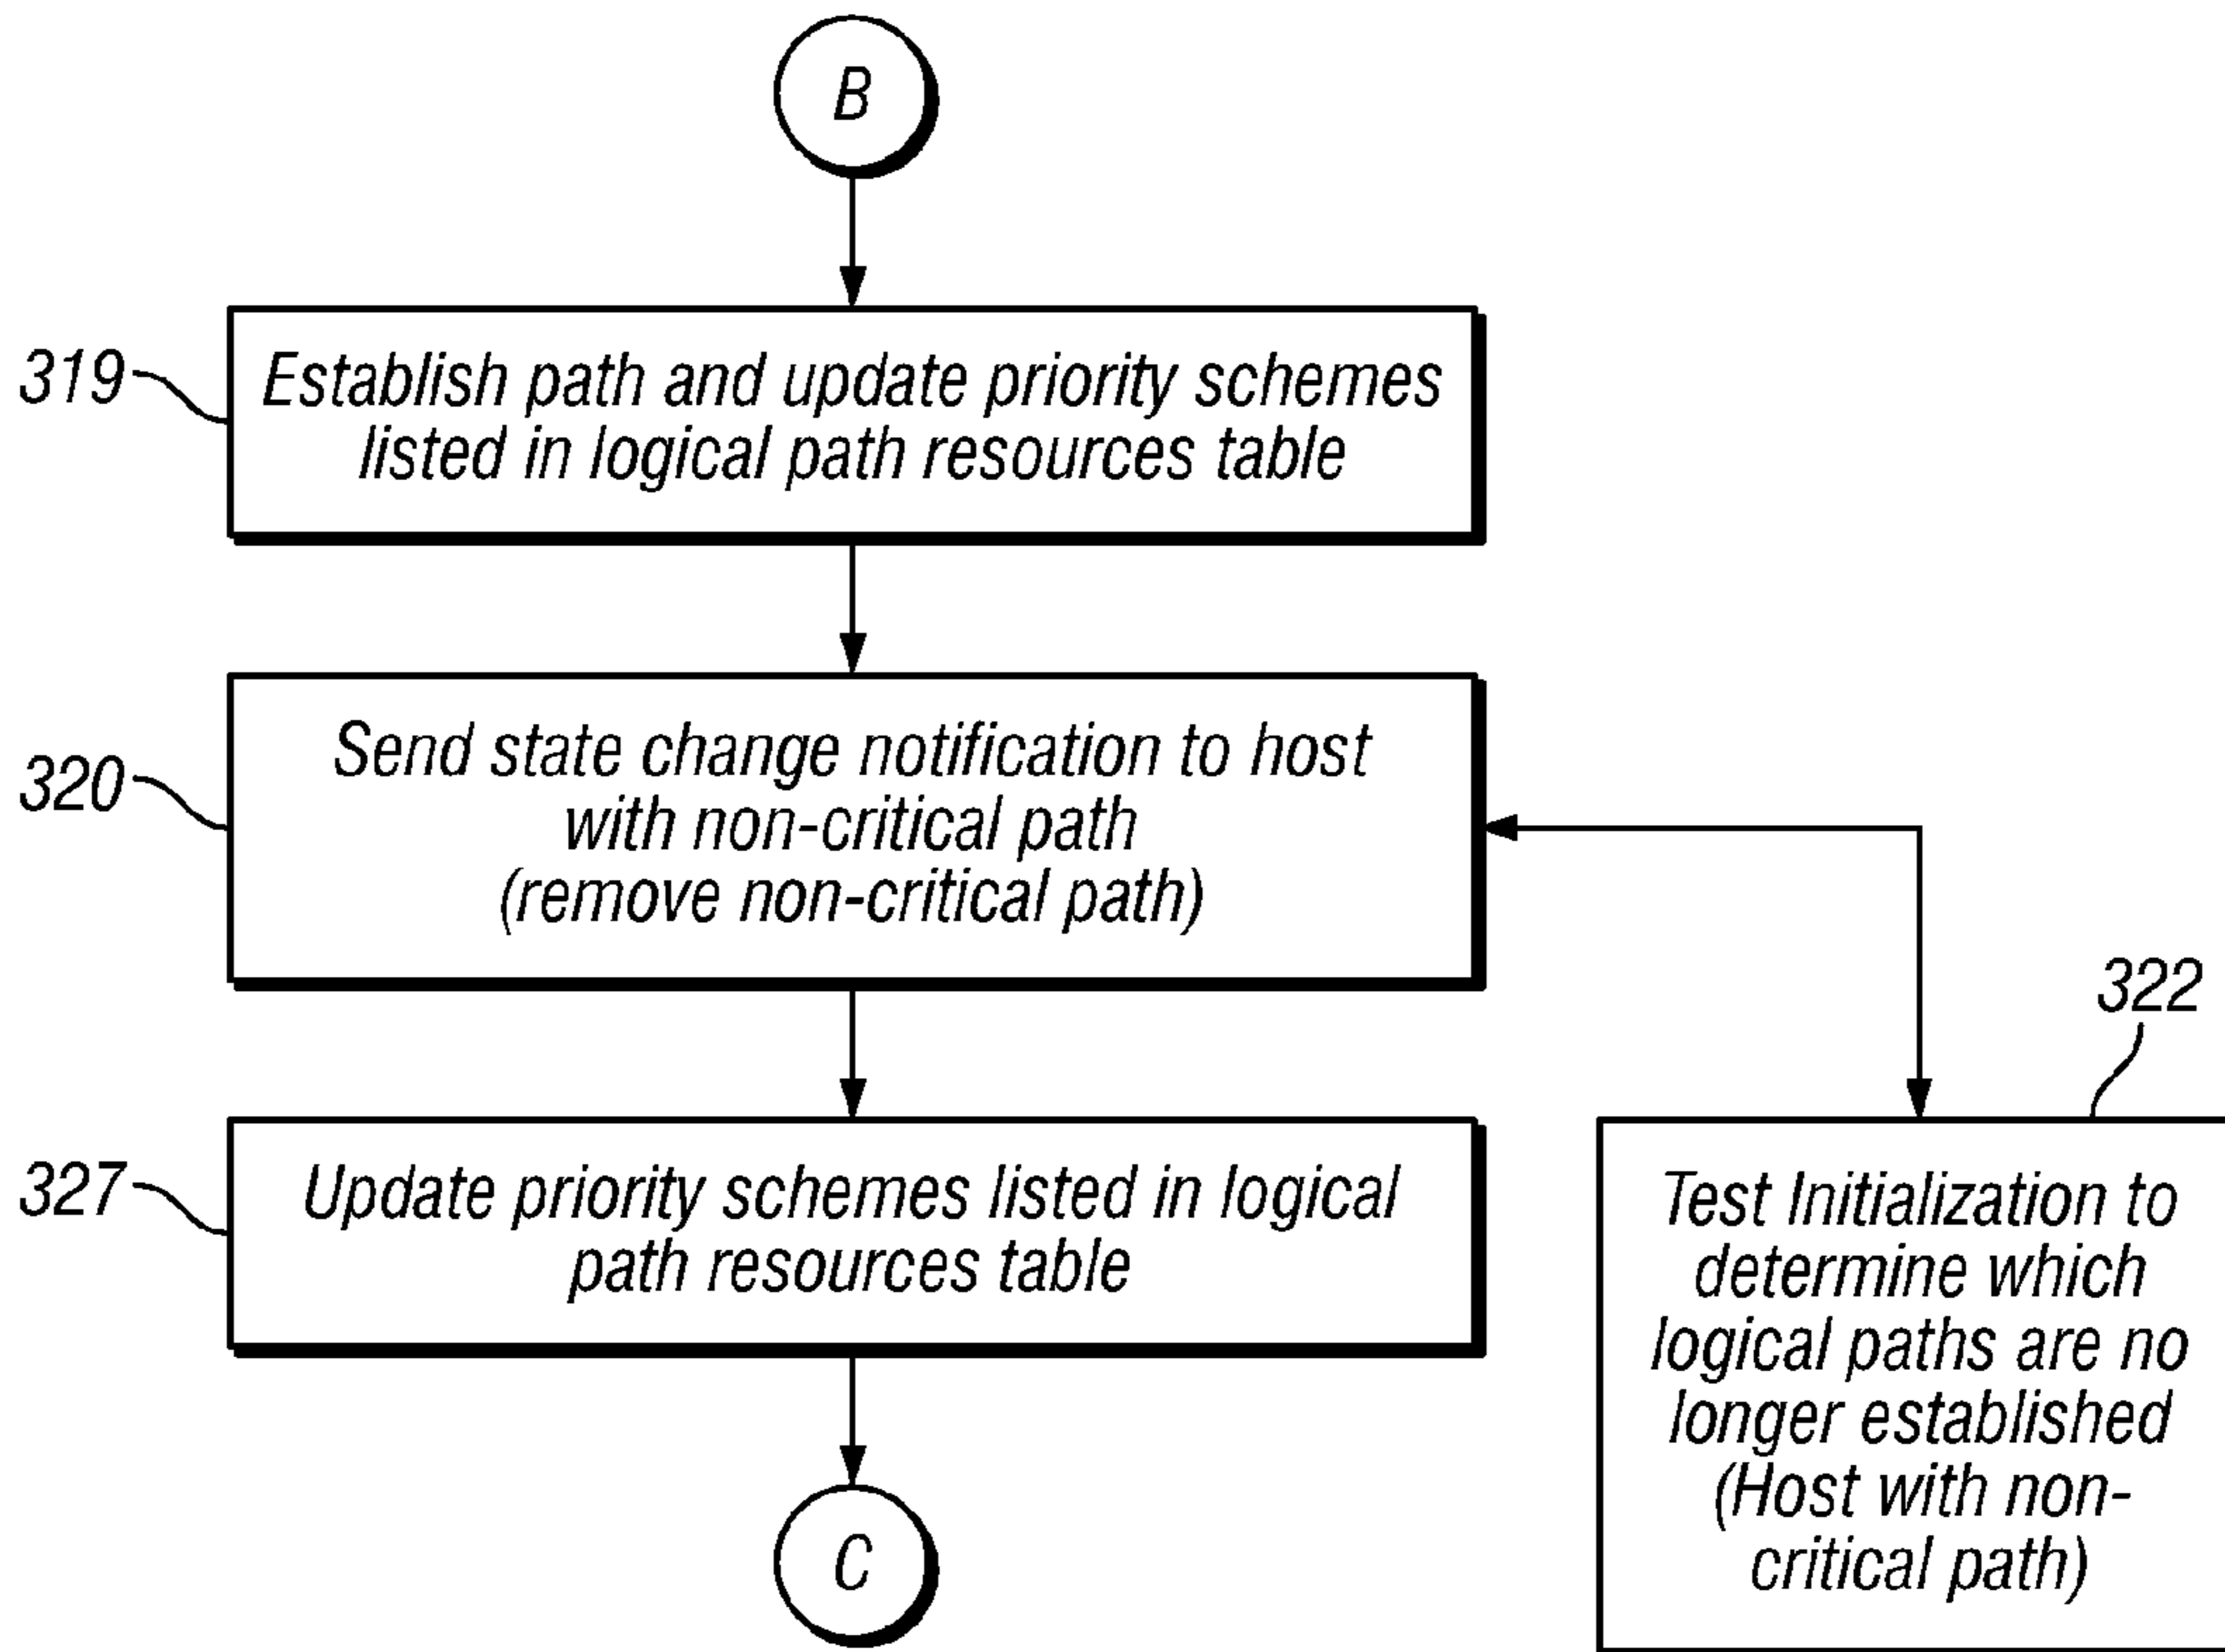 B
319
Establish path and update priority schemes
listed in logical path resources table
320
Send state change notification to host
with non-critical path
(remove non-critical path)
322
327
Update priority schemes listed in logical
path resources table
Test Initialization to
determine which
logical paths are no
longer established
(Host with non-
critical path)
C